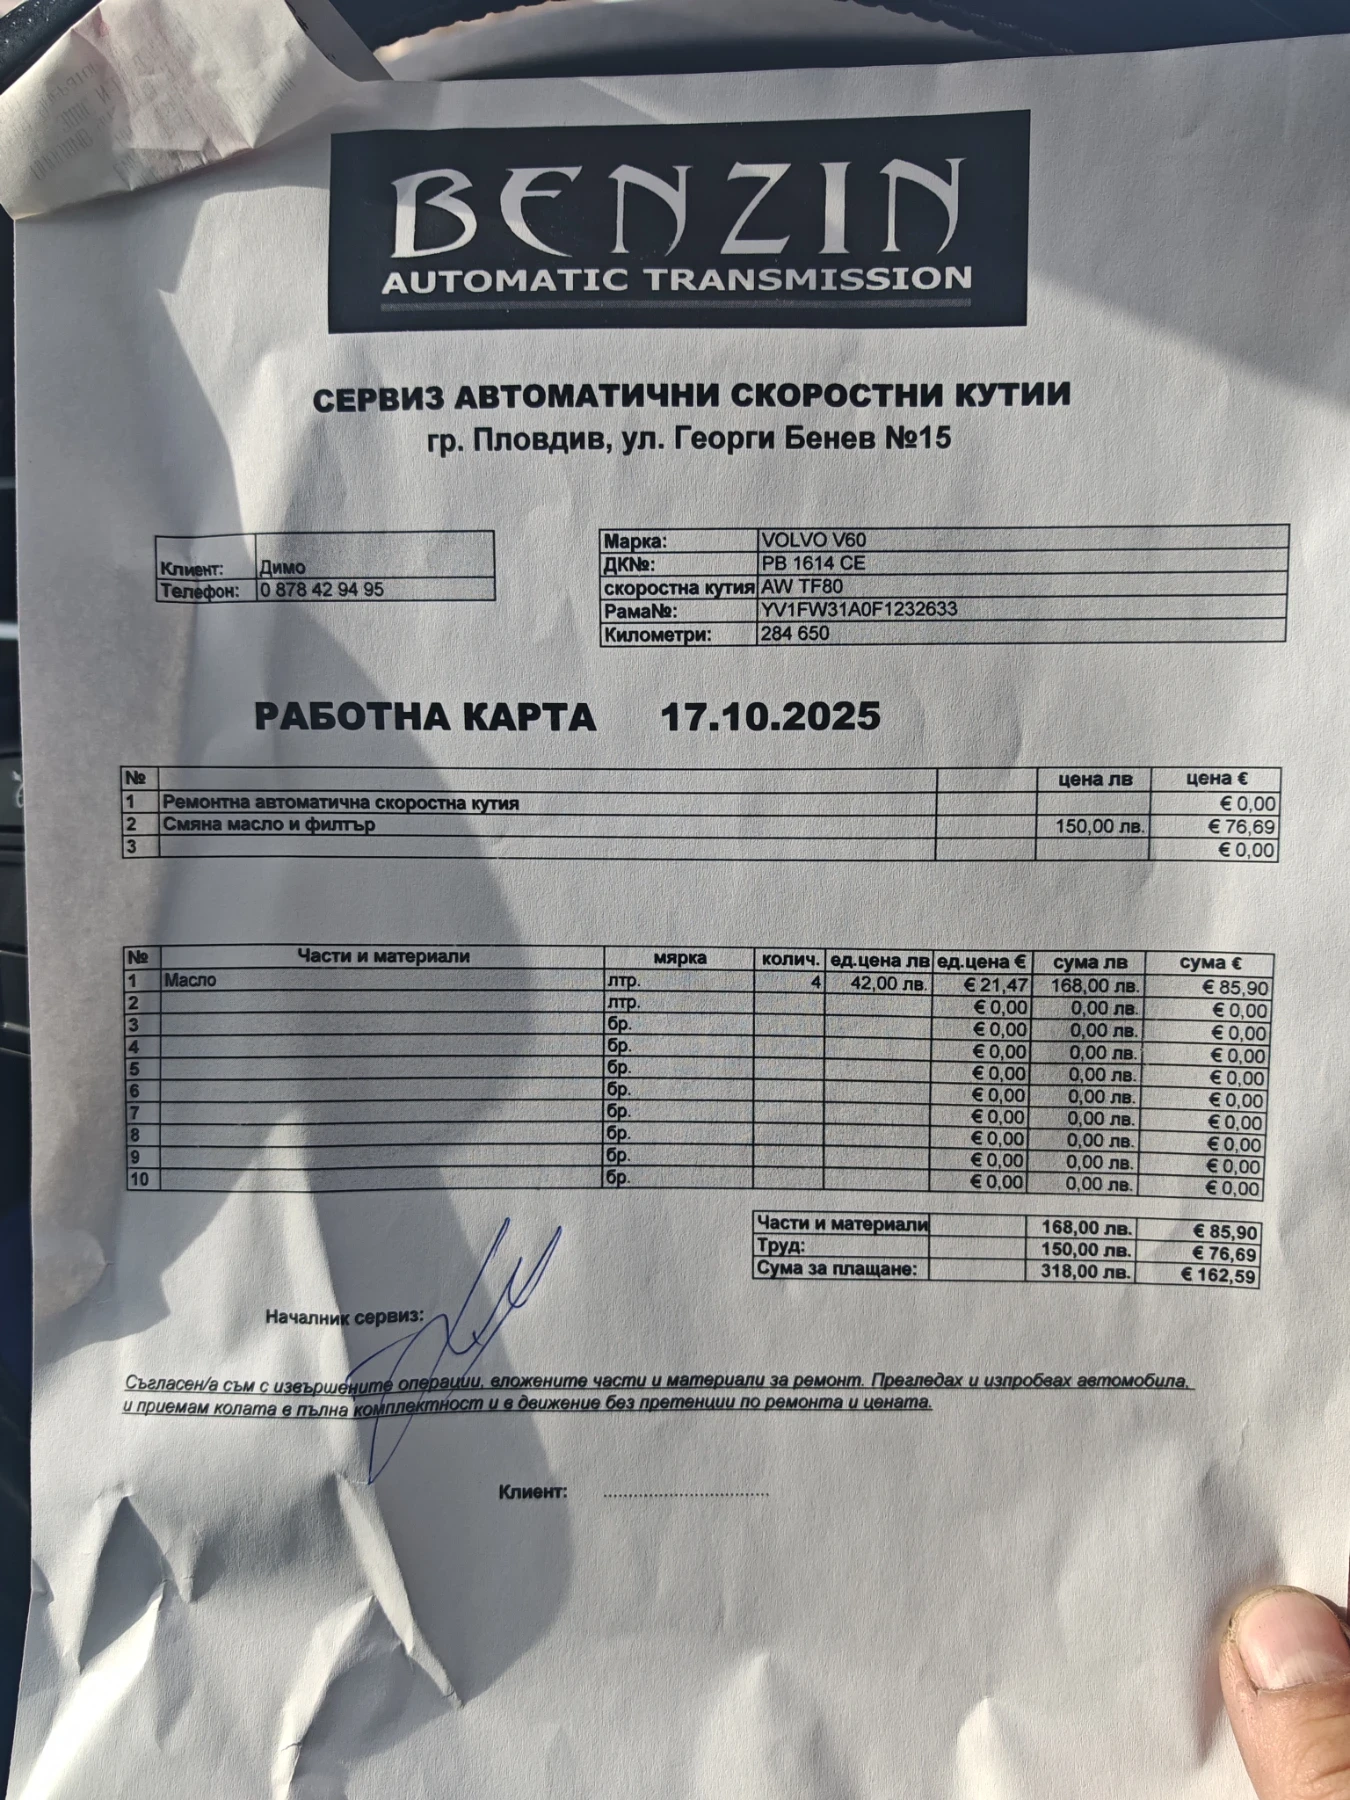 BENZIN
AUTOMATIC TRANSMISSION
СЕРВИЗ АВТОМАТИЧНИ СКОРОСТНИ КУТИИ
гр. Пловдив, ул. Георги Бенев №15
Клиент: Димо
Телефон: 0 878 42 94 95
Марка: VOLVO V60
ДК№: PB 1614 CE
скоростна кутия AW TF80
Рама№: YV1FW31A0F1232633
Километри: 284 650
РАБОТНА КАРТА 17.10.2025
№ цена лв цена €
1 Ремонтна автоматична скоростна кутия € 0,00
2 Смяна масло и филтър 150,00 лв. € 76,69
3 € 0,00
№ Части и материали мярка колич. ед.цена лв ед.цена € сума лв сума €
1 Масло лтр. 4 42,00 лв. € 21,47 168,00 лв. € 85,90
2 лтр. € 0,00 0,00 лв. € 0,00
3 бр. € 0,00 0,00 лв. € 0,00
4 бр. € 0,00 0,00 лв. € 0,00
5 бр. € 0,00 0,00 лв. € 0,00
6 бр. € 0,00 0,00 лв. € 0,00
7 бр. € 0,00 0,00 лв. € 0,00
8 бр. € 0,00 0,00 лв. € 0,00
9 бр. € 0,00 0,00 лв. € 0,00
10 бр. € 0,00 0,00 лв. € 0,00
Части и материали 168,00 лв. € 85,90
Труд: 150,00 лв. € 76,69
Сума за плащане: 318,00 лв. € 162,59
Началник сервиз:
Съгласен/а съм с извършените операции, вложените части и материали за ремонт. Прегледах и изпробвах автомобила,
и приемам колата в пълна комплектност и в движение без претенции по ремонта и цената.
Клиент: ................................